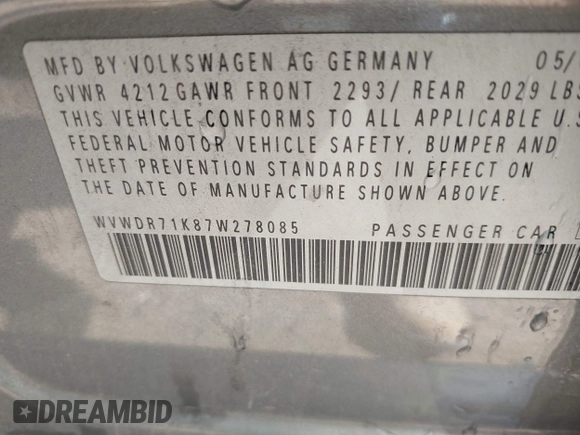 MFD BY VOLKSWAGEN AG GERMANY 05/
GVWR 4212 GAWR FRONT 2293/ REAR 2029 LBS
THIS VEHICLE CONFORMS TO ALL APPLICABLE U.S
FEDERAL MOTOR VEHICLE SAFETY, BUMPER AND
THEFT PREVENTION STANDARDS IN EFFECT ON
THE DATE OF MANUFACTURE SHOWN ABOVE.
WVWDR71K87W278085 PASSENGER CAR
DREAMBID